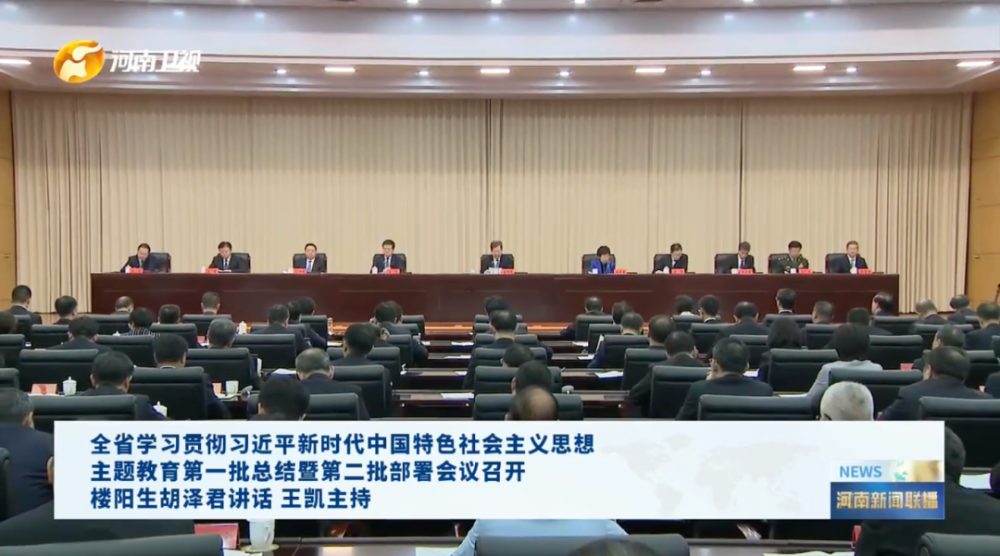 河南卫视
全省学习贯彻习近平新时代中国特色社会主义思想
主题教育第一批总结暨第二批部署会议召开
楼阳生胡泽君讲话 王凯主持
NEWS
河南新闻联播